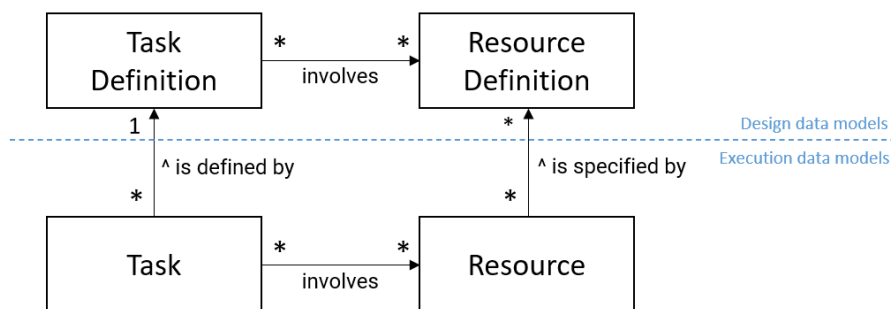 Task
Definition
* *
involves
Resource
Definition
1
*
Design data models
Execution data models
^ is defined by
^ is specified by
*
*
Task
* *
involves
Resource